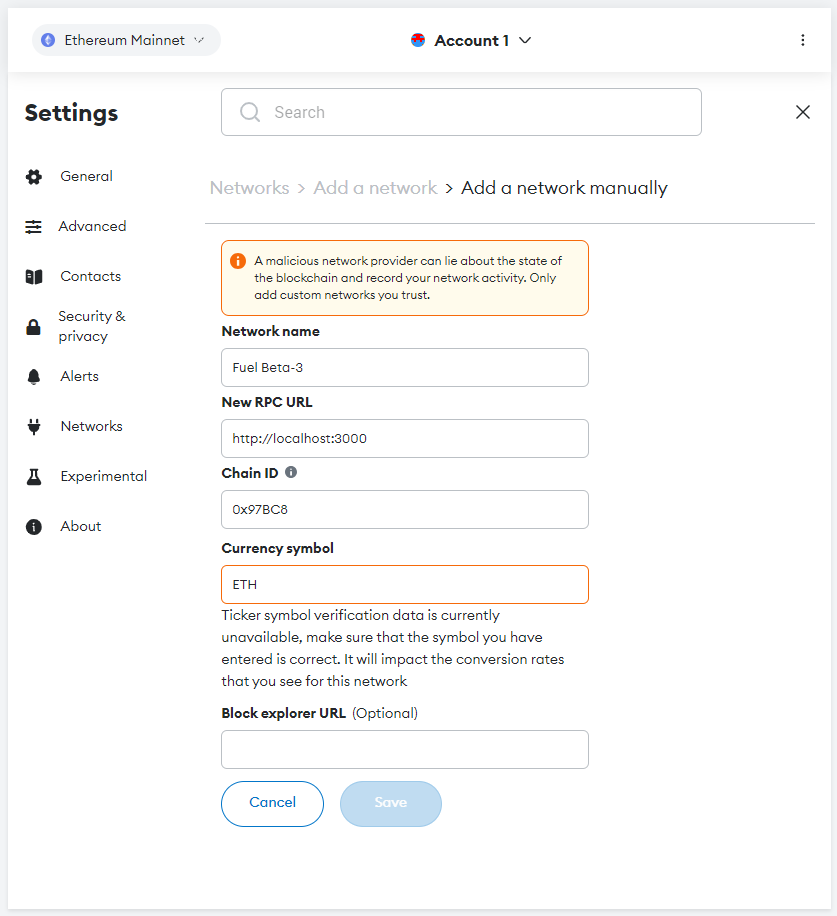 Ethereum Mainnet
Account 1
Settings
Search
General
Advanced
Contacts
Security &
privacy
Alerts
Networks
Experimental
About
Networks > Add a network > Add a network manually
A malicious network provider can lie about the state of
the blockchain and record your network activity. Only
add custom networks you trust.
Network name
Fuel Beta-3
New RPC URL
http://localhost:3000
Chain ID
0x97BC8
Currency symbol
ETH
Ticker symbol verification data is currently
unavailable, make sure that the symbol you have
entered is correct. It will impact the conversion rates
that you see for this network
Block explorer URL (Optional)
Cancel
Save